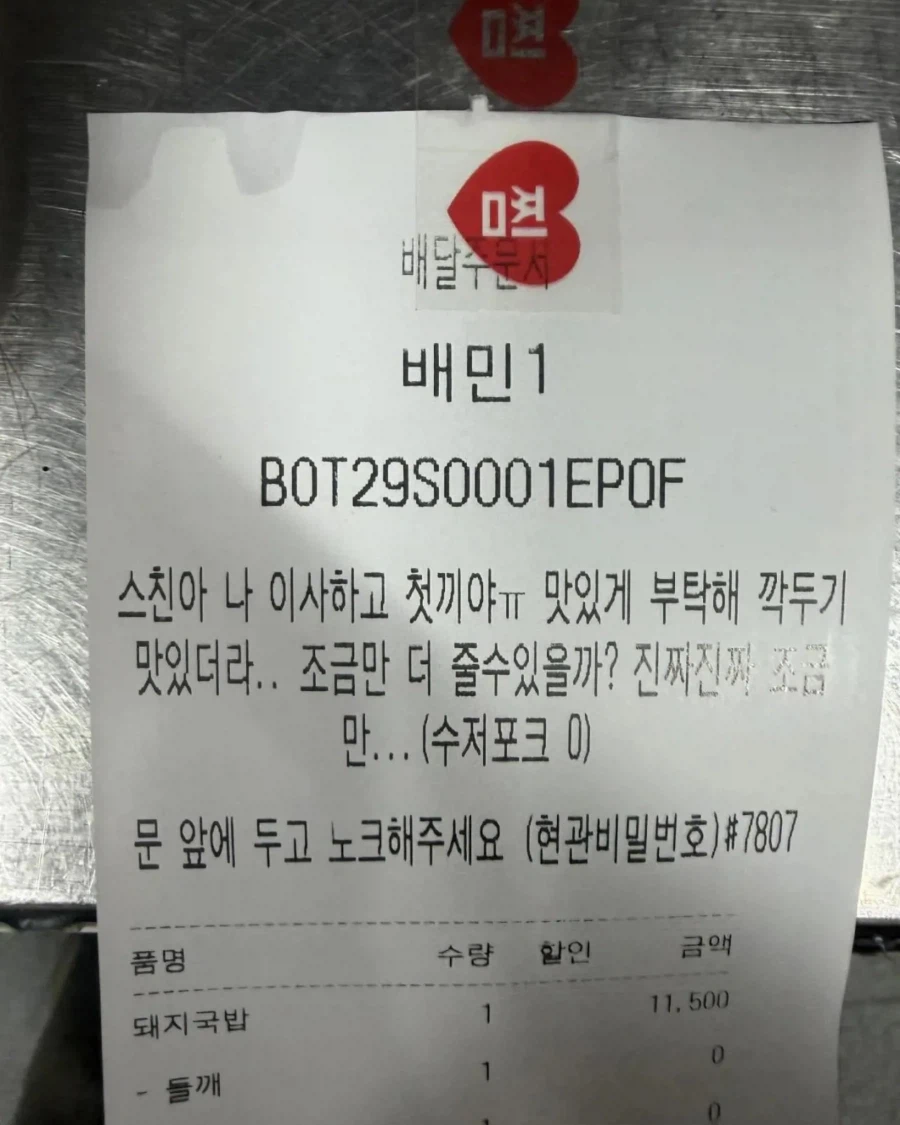 찜
찜
배달주문서
배민1
B0T29S0001EP0F
스친아 나 이사하고 첫끼야ㅠ 맛있게 부탁해 깍두기
맛있더라.. 조금만 더 줄수있을까? 진짜진짜 조금
만...(수저포크 0)
문 앞에 두고 노크해주세요 (현관비밀번호)#7807
품명 수량 할인 금액
돼지국밥 1 11,500
- 들깨 1 0
1 0